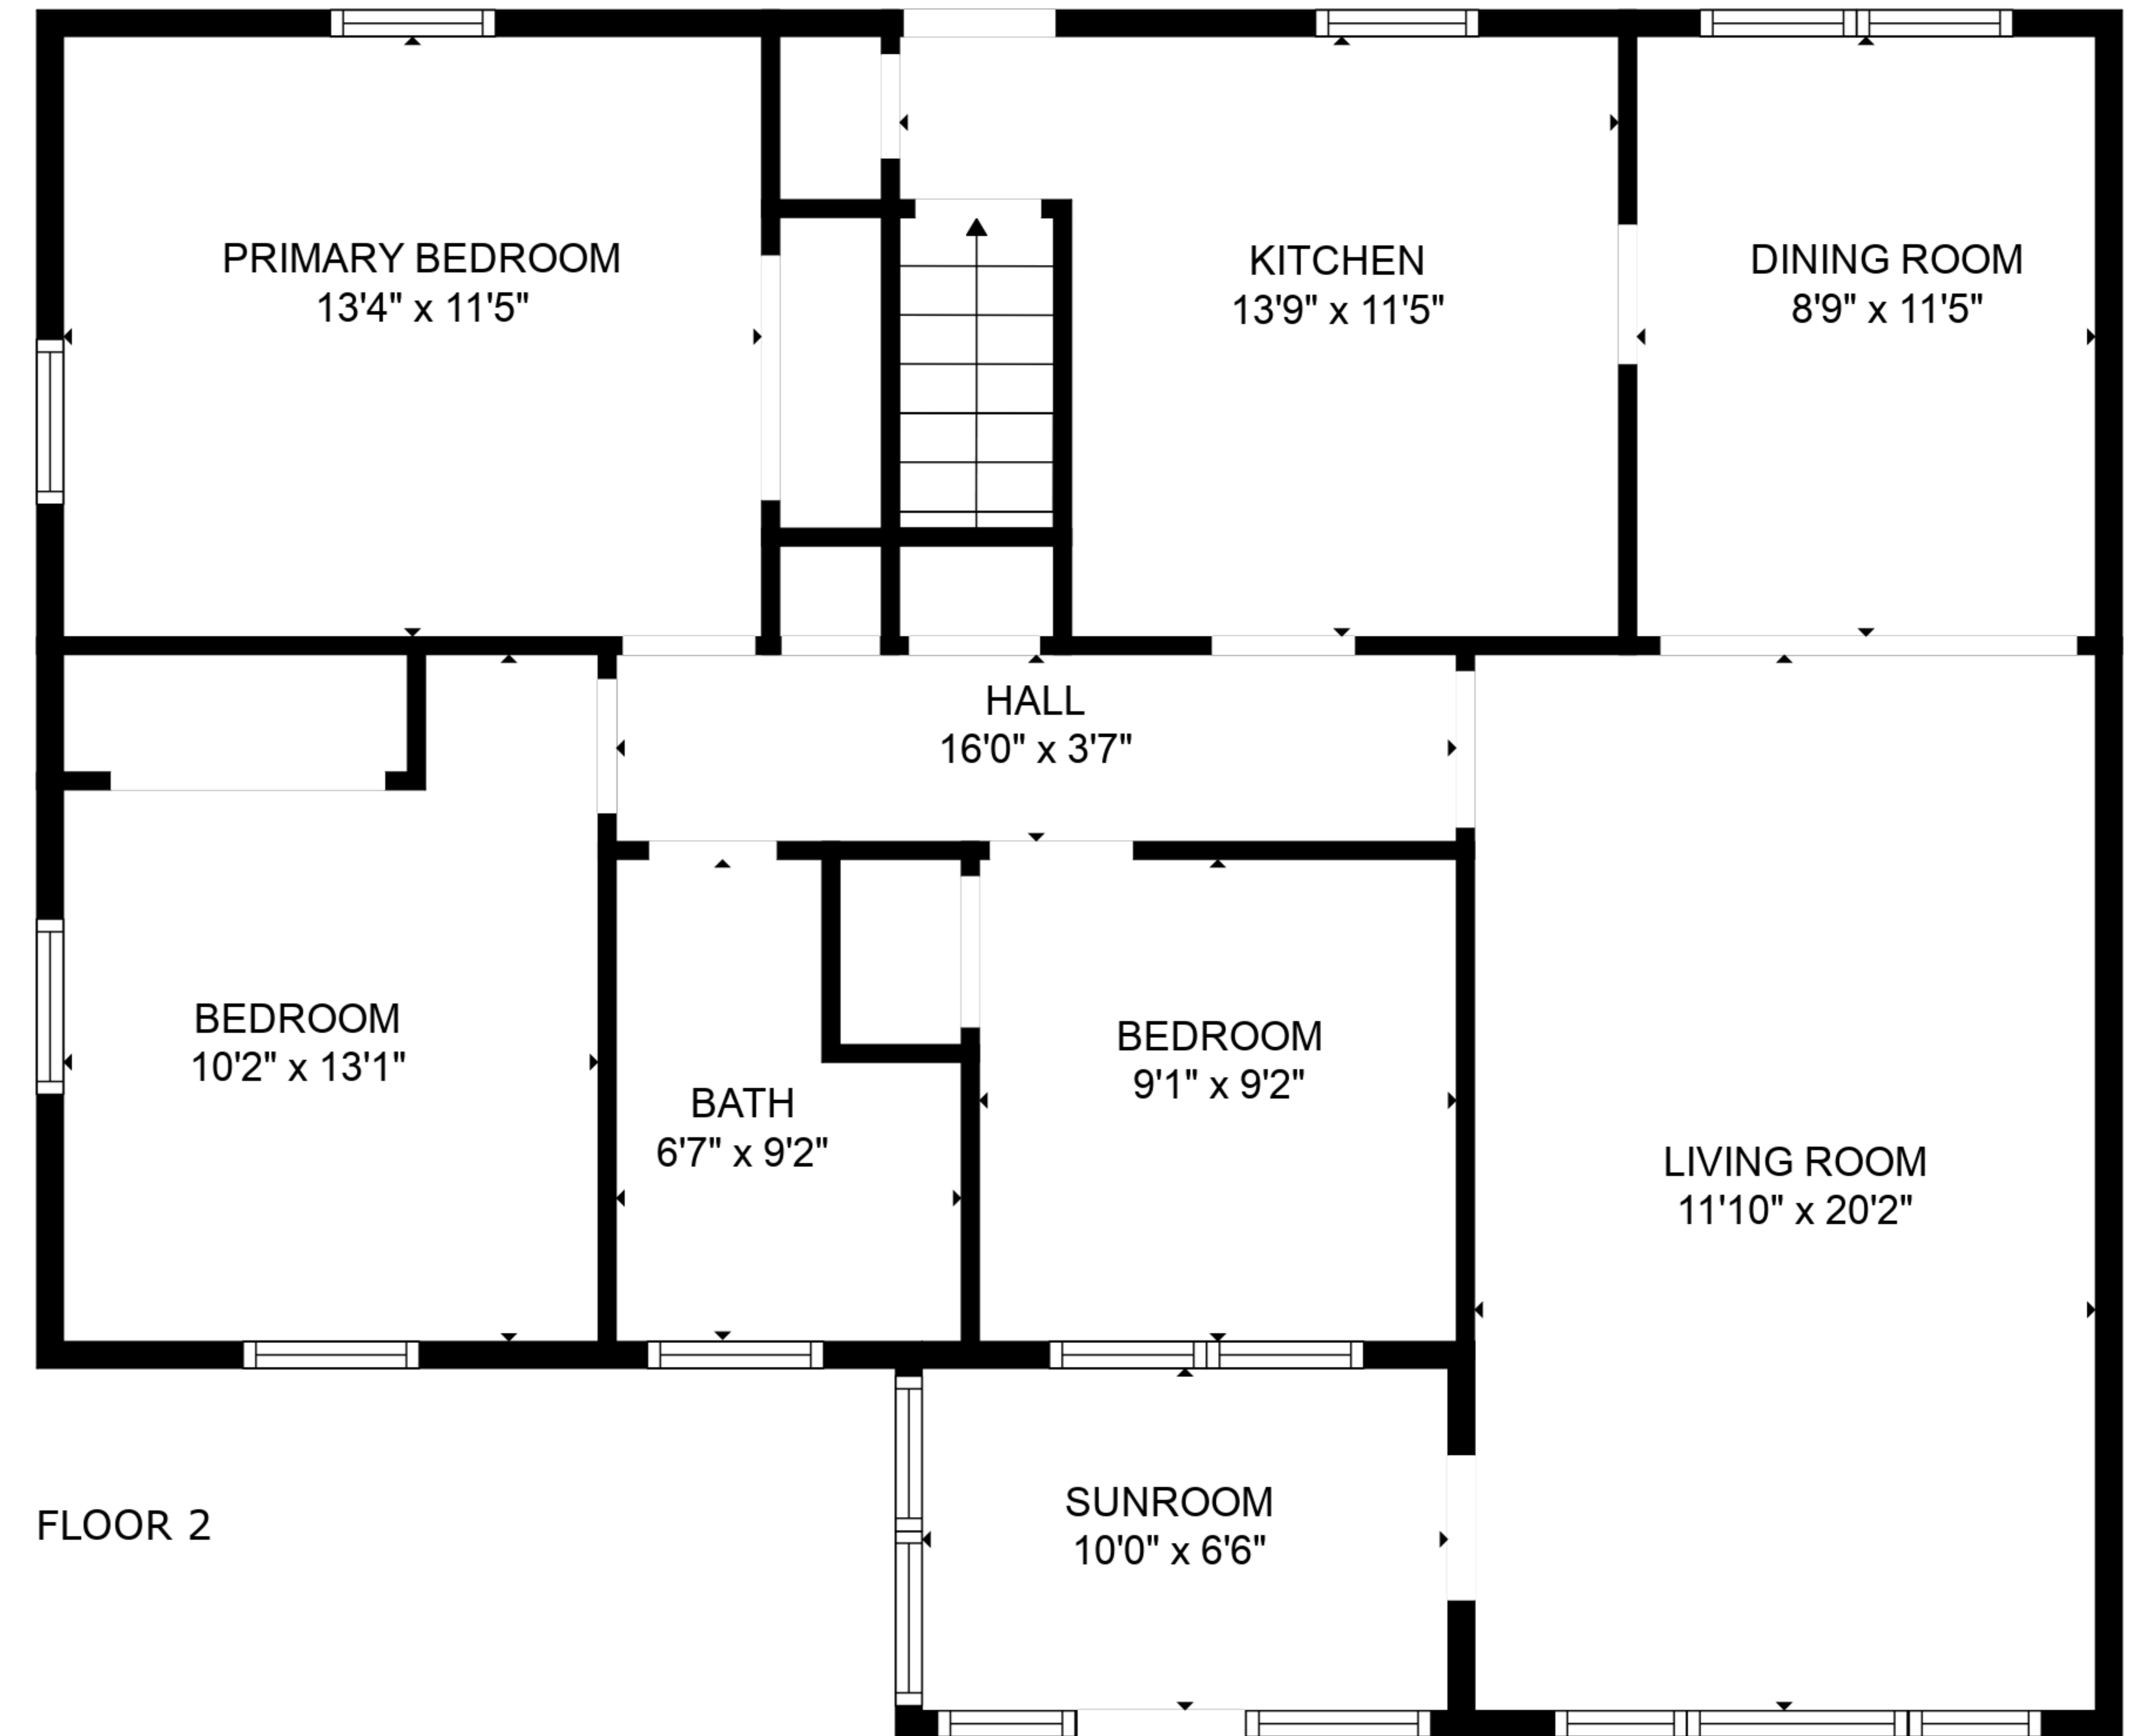 PRIMARY BEDROOM
13'4" x 11'5"
KITCHEN
13'9" x 11'5"
DINING ROOM
8'9" x 11'5"
HALL
16'0" x 3'7"
BEDROOM
10'2" x 13'1"
BATH
6'7" x 9'2"
BEDROOM
9'1" x 9'2"
LIVING ROOM
11'10" x 20'2"
SUNROOM
10'0" x 6'6"
FLOOR 2